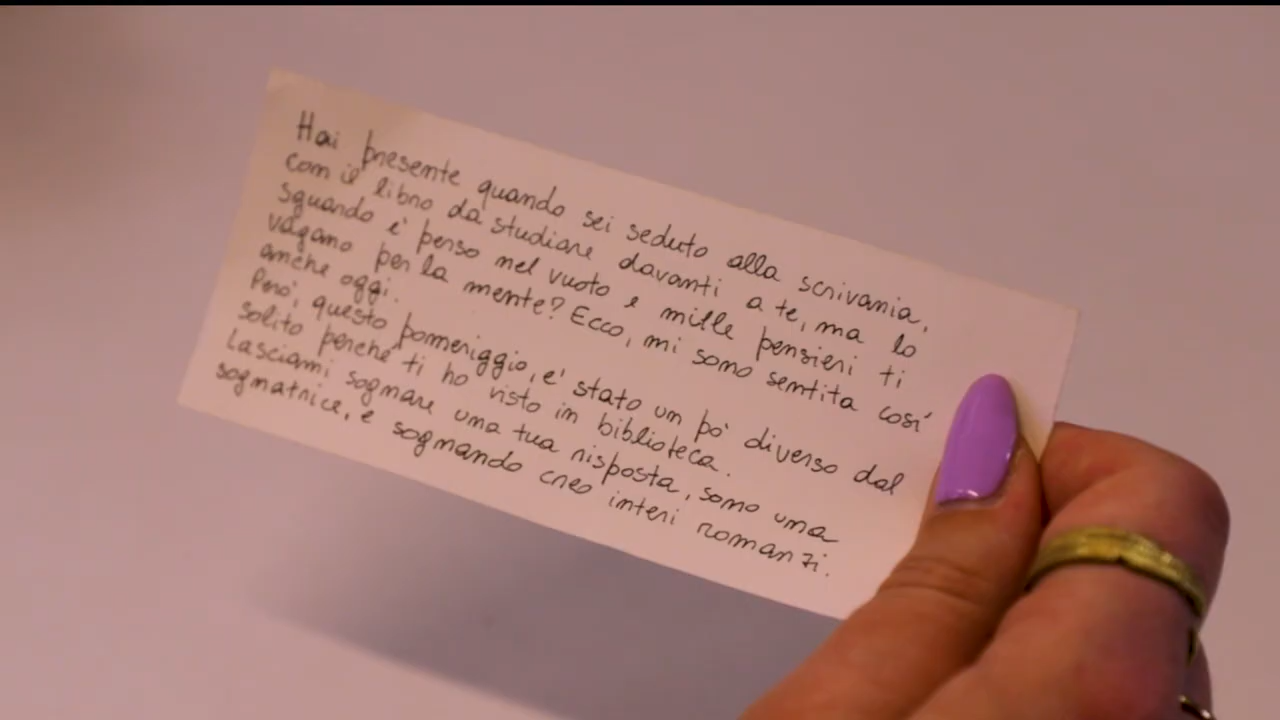 Hai presente quando sei seduto alla scrivania,
con il libro da studiare davanti a te, ma lo
sguardo e' perso nel vuoto e mille pensieri ti
vagano per la mente? Ecco, mi sono sentita cosi'
anche oggi.
Pero', questo pomeriggio, e' stato un po' diverso dal
solito perche' ti ho visto in biblioteca.
Lasciami sognare una tua risposta, sono una
sognatrice, e sognando creo interi romanzi.